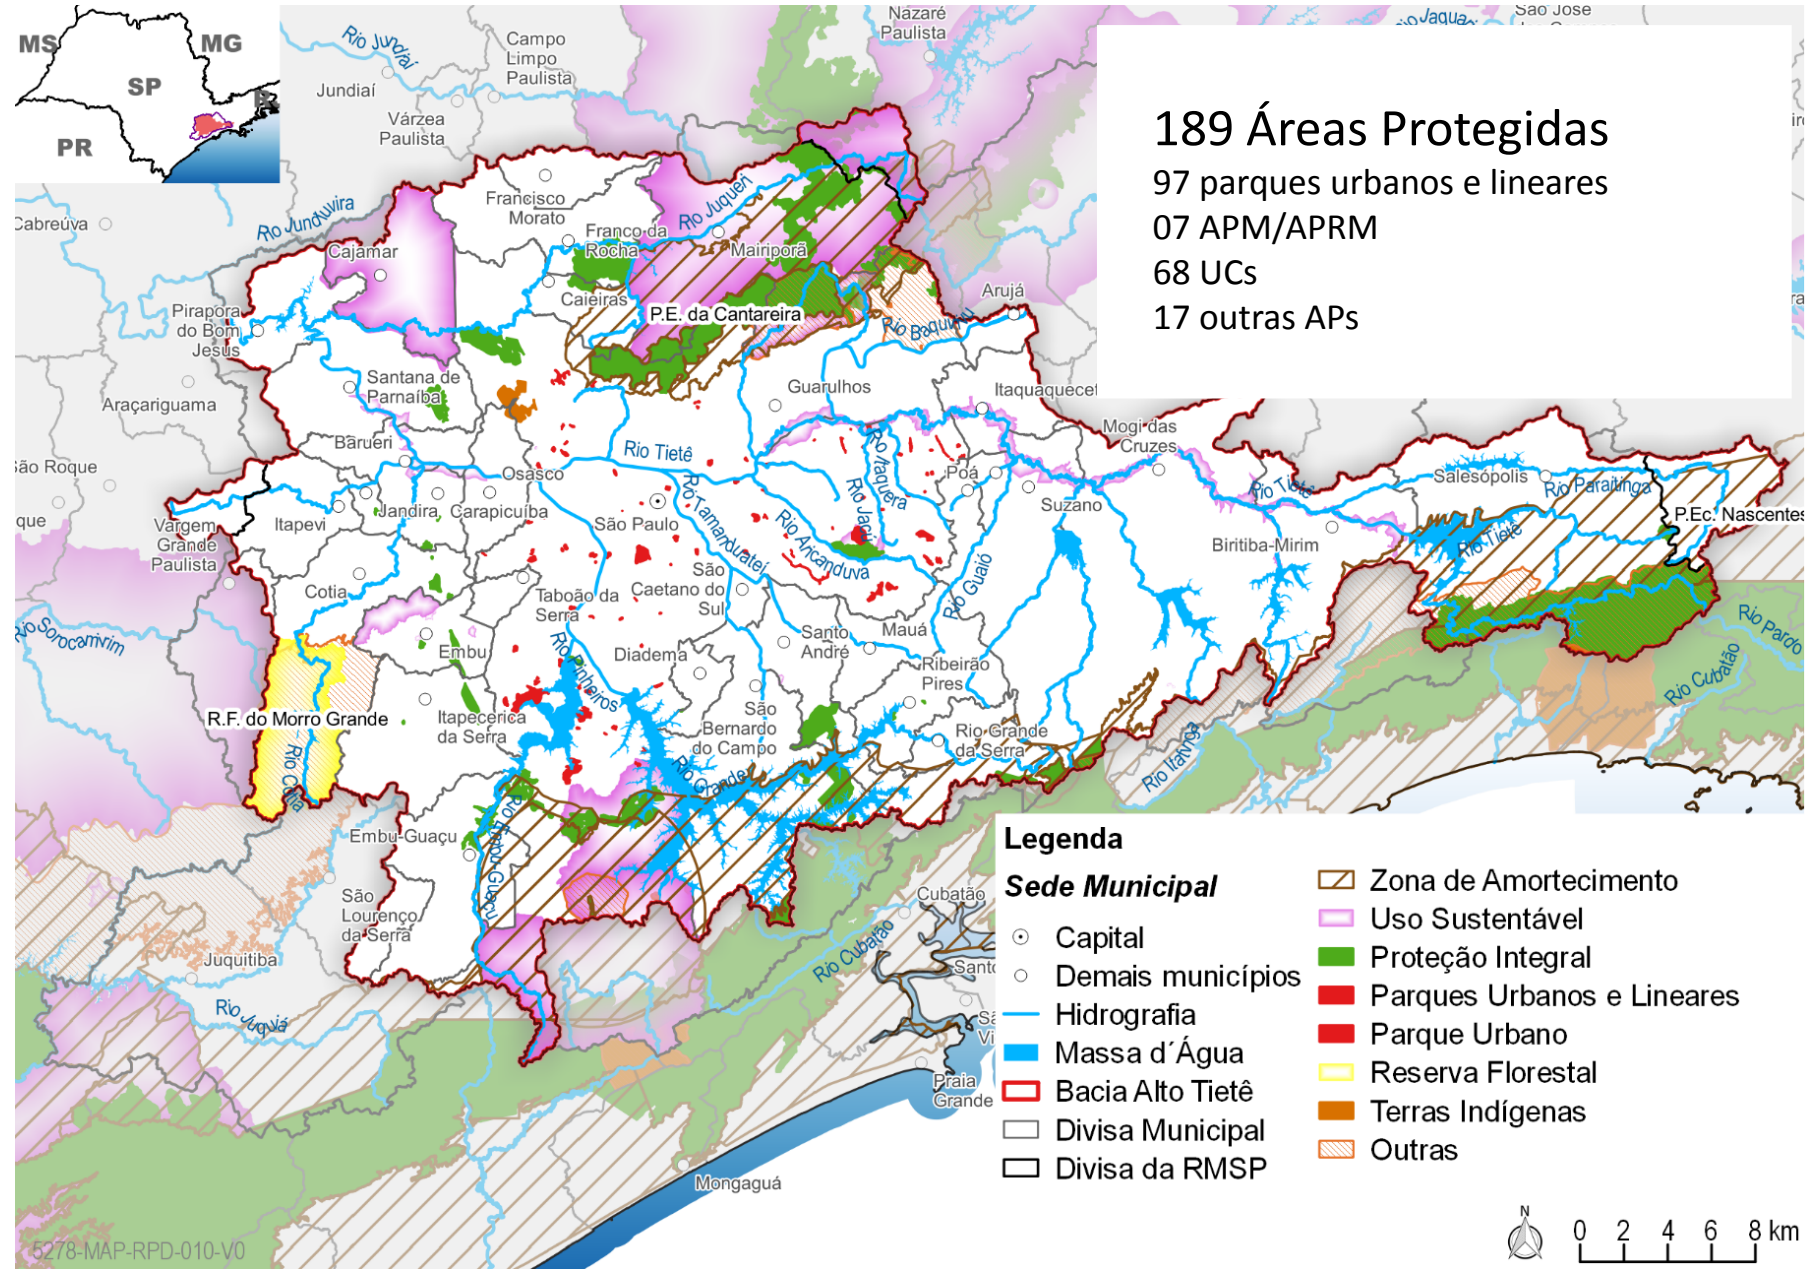 MS
MG
SP
PR
Rio Jundiaí
Jundiaí
Campo
Limpo
Paulista
Várzea
Paulista
Nazaré
Paulista
São José
189 Áreas Protegidas
97 parques urbanos e lineares
07 APM/APRM
68 UCs
17 outras APs
Cabreúva
Rio Jundiuvira
Francisco
Morato
Rio Juqueri
Franco da
Rocha
Mairiporã
Cajamar
Caieiras
Arujá
Pirapora
do Bom
Jesus
P.E. da Cantareira
Rio Baquirivu
Santana de
Parnaíba
Araçariguama
Guarulhos
Barueri
Mogi das
Cruzes
Rio Tietê
São Roque
Osasco
Rio Itaquera
Poá
Salesópolis
Rio Paraitinga
Rio Tietê
Suzano
P.Ec. Nascentes
Itapevi
Jandira
Carapicuíba
São Paulo
Rio Tamanduateí
Rio Aricanduva
Rio Jacu
Vargem
Grande
Paulista
Biritiba-Mirim
Rio Tietê
Cotia
Taboão da
Serra
São
Caetano do
Sul
Rio Guaió
Rio Sorocamirim
Embu
Rio Pinheiros
Diadema
Santo
André
Mauá
Ribeirão
Pires
Rio Pardo
Rio Cubatão
R.F. do Morro Grande
Itapecerica
da Serra
São
Bernardo
do Campo
Rio Grande
da Serra
Rio Itatinga
Rio Cotia
Rio Grande
Rio Embu-Guaçu
Embu-Guaçu
São
Lourenço
da Serra
Juquitiba
Rio Juquiá
Cubatão
Rio Cubatão
Praia
Grande
Mongaguá
Legenda
Sede Municipal
Capital
Demais municípios
Hidrografia
Massa d´Água
Bacia Alto Tietê
Divisa Municipal
Divisa da RMSP
Zona de Amortecimento
Uso Sustentável
Proteção Integral
Parques Urbanos e Lineares
Parque Urbano
Reserva Florestal
Terras Indígenas
Outras
N
0 2 4 6 8 km
5278-MAP-RPD-010-V0